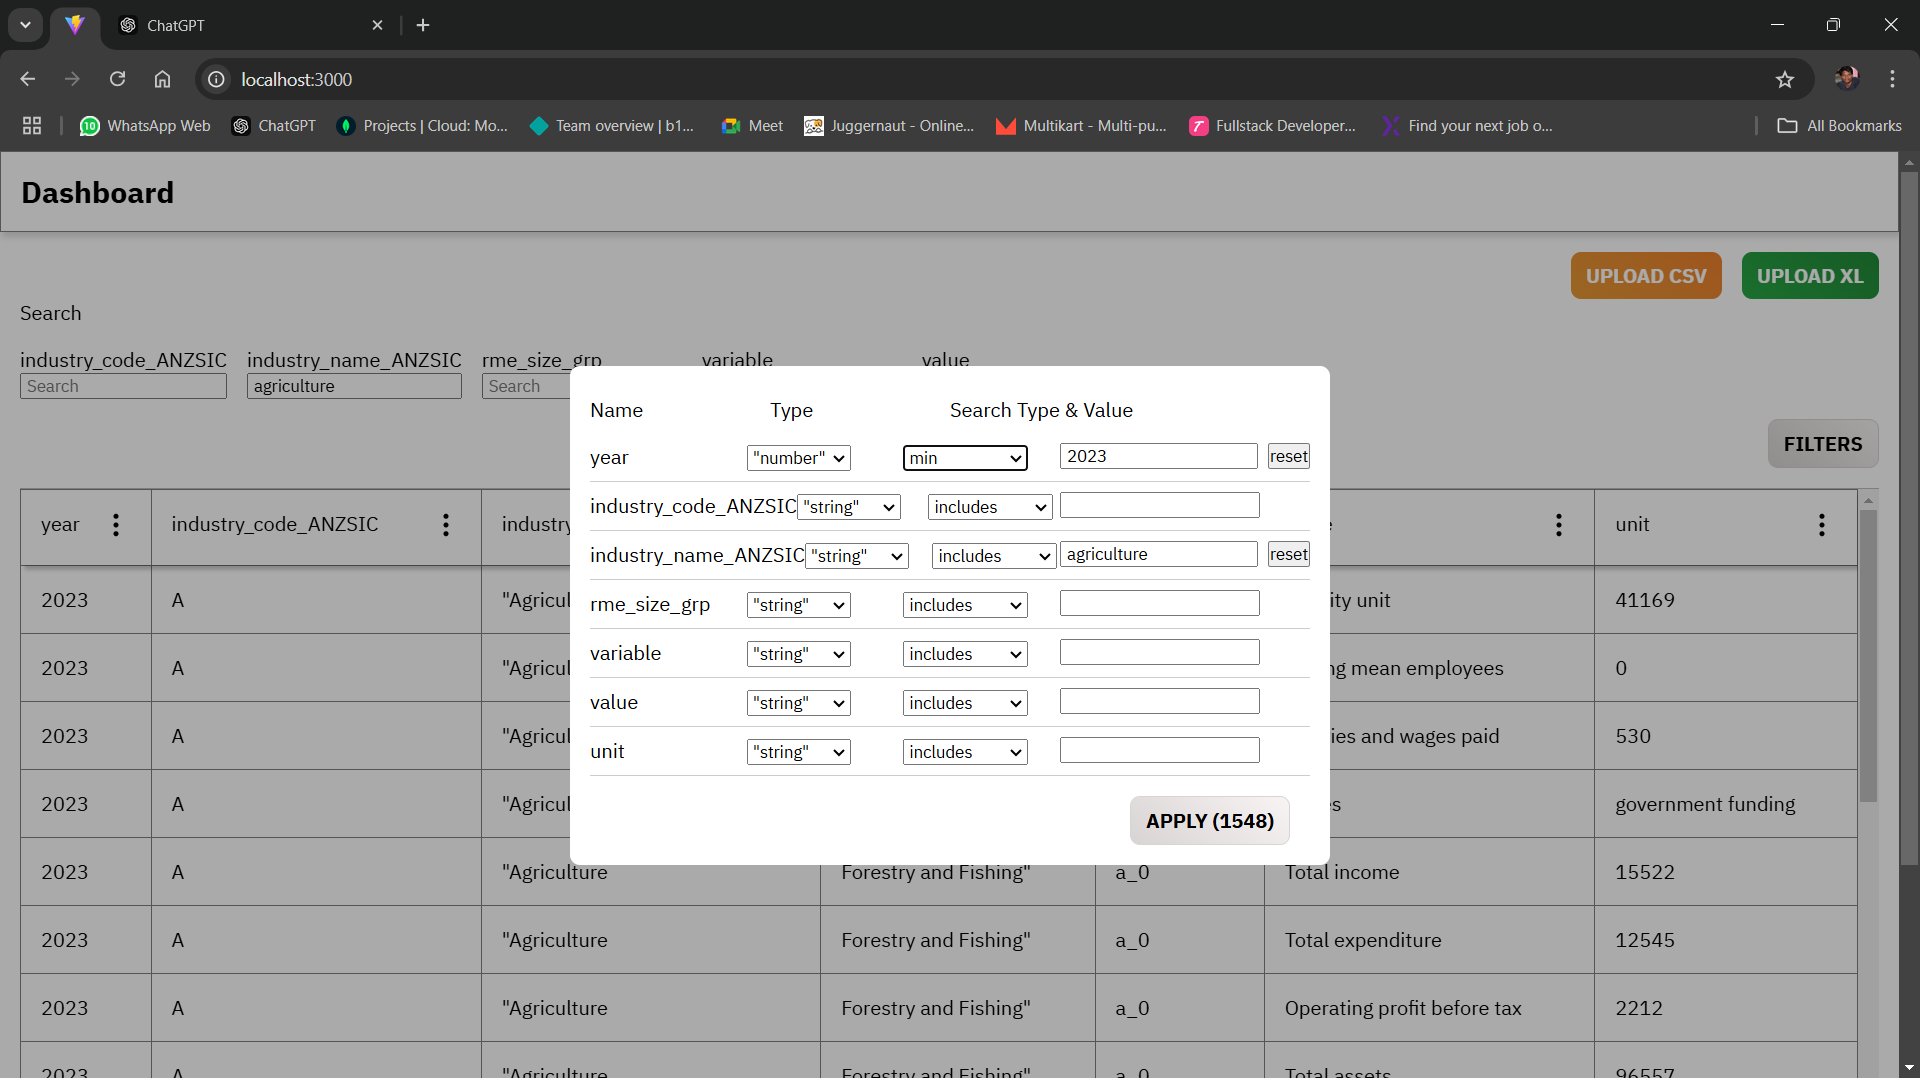 ChatGPT
localhost:3000
10 WhatsApp Web ChatGPT Projects | Cloud: Mo... Team overview | b1... Meet Juggernaut - Online... Multikart - Multi-pu... Fullstack Developer... Find your next job o... All Bookmarks
Dashboard
UPLOAD CSV UPLOAD XL
Search
industry_code_ANZSIC industry_name_ANZSIC rme_size_grp variable value
Search agriculture Search
FILTERS
Name Type Search Type & Value
year "number" min 2023 reset
industry_code_ANZSIC "string" includes
industry_name_ANZSIC "string" includes agriculture reset
rme_size_grp "string" includes
variable "string" includes
value "string" includes
unit "string" includes
APPLY (1548)
year industry_code_ANZSIC industry unit
2023 A "Agricul ity unit 41169
2023 A "Agricul ng mean employees 0
2023 A "Agricul ies and wages paid 530
2023 A "Agricul es government funding
2023 A "Agriculture Forestry and Fishing" a_0 Total income 15522
2023 A "Agriculture Forestry and Fishing" a_0 Total expenditure 12545
2023 A "Agriculture Forestry and Fishing" a_0 Operating profit before tax 2212
2023 A "Agriculture Forestry and Fishing" a_0 Total assets 96557